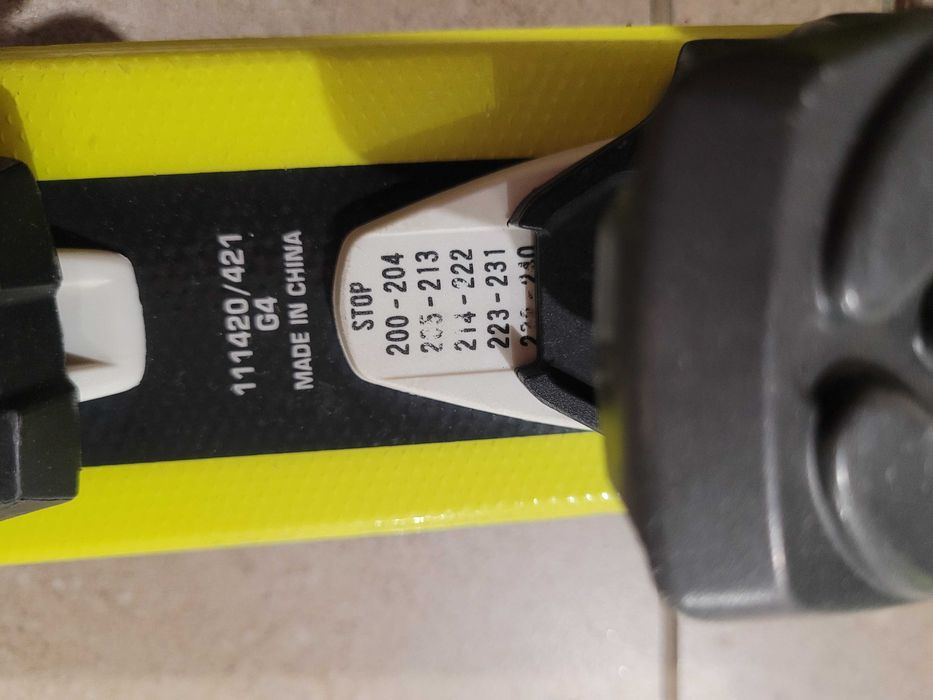 111420/421
G4
MADE IN CHINA
STOP
200 - 204
205 - 213
214 - 222
223 - 231